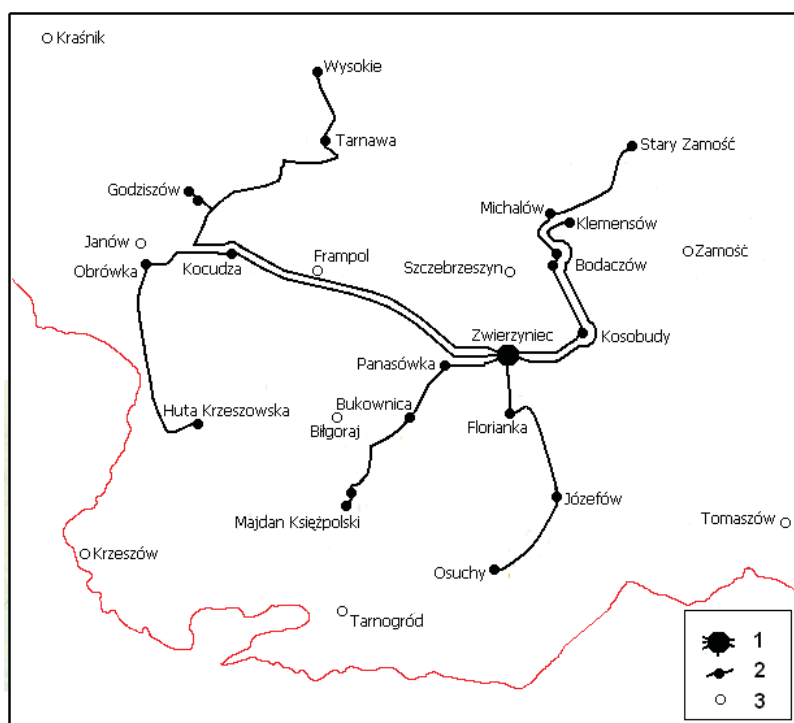 Kraśnik
Wysokie
Tarnawa
Stary Zamość
Godziszów
Michalów
Klemensów
Janów
Frampol
Zamość
Obrówka
Kocudza
Szczebrzeszyn
Bodaczów
Zwierzyniec
Kosobudy
Panasówka
Huta Krzeszowska
Bukownica
Biłgoraj
Florianka
Majdan Księżpolski
Józefów
Tomaszów
Krzeszów
Osuchy
Tarnogród
1
2
3